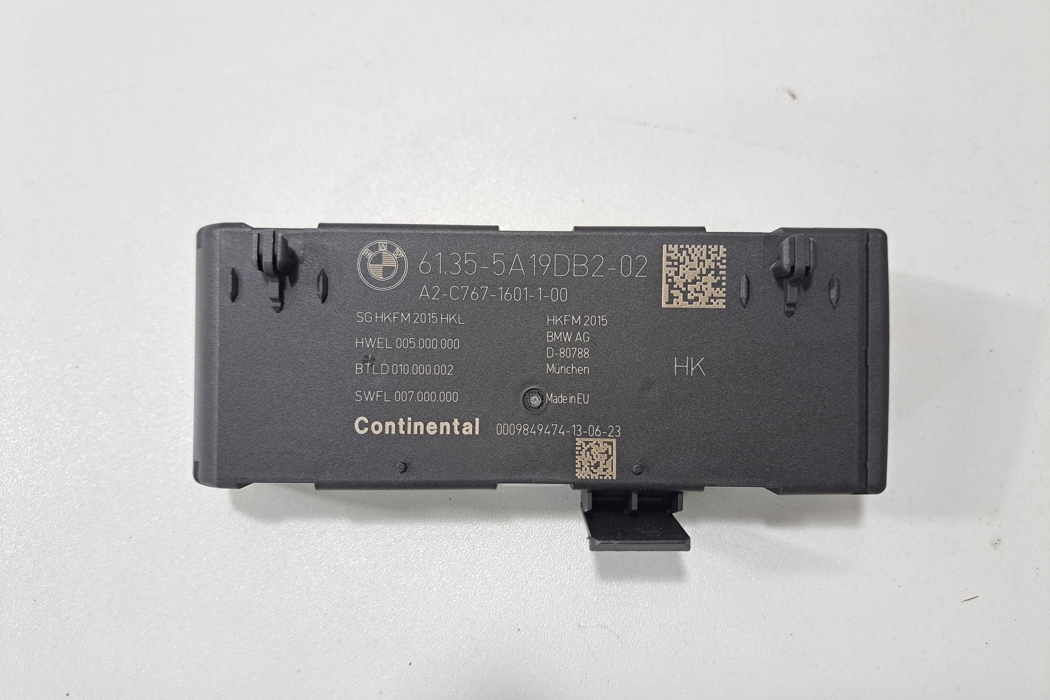 BMW
61.35-5A19DB2-02
A2-C767-1601-1-00
SG HKFM 2015 HKL
HWEL 005.000.000
BTLD 010.000.002
SWFL 007.000.000
HKFM 2015
BMW AG
D-80788
München
Made in EU
HK
Continental
0009849474-13-06-23